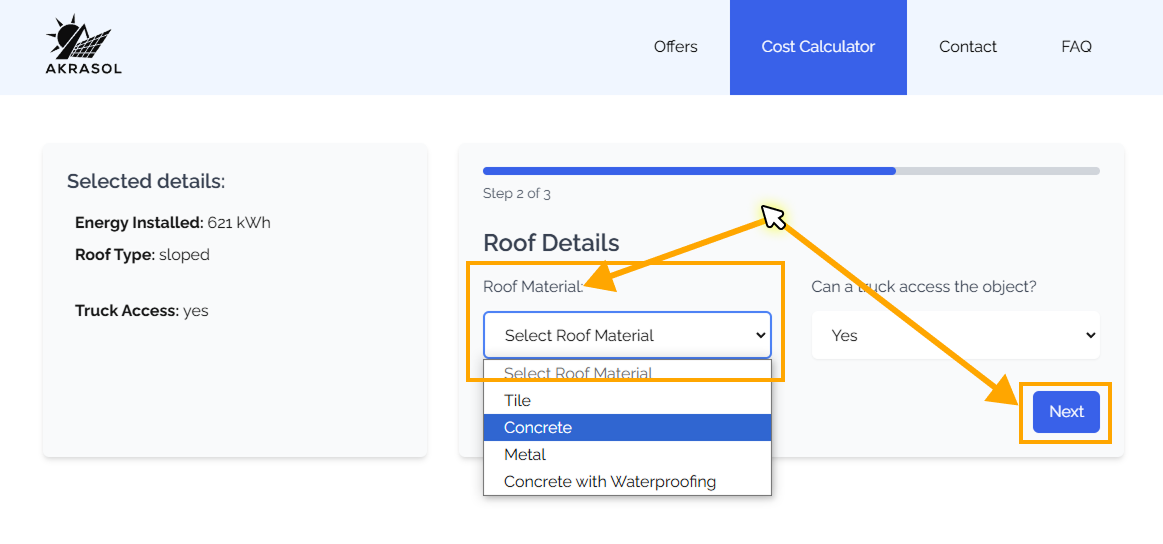 AKRASOL
Offers
Cost Calculator
Contact
FAQ
Selected details:
Energy Installed: 621 kWh
Roof Type: sloped
Truck Access: yes
Step 2 of 3
Roof Details
Roof Material:
Select Roof Material
Select Roof Material
Tile
Concrete
Metal
Concrete with Waterproofing
Can a truck access the object?
Yes
Next